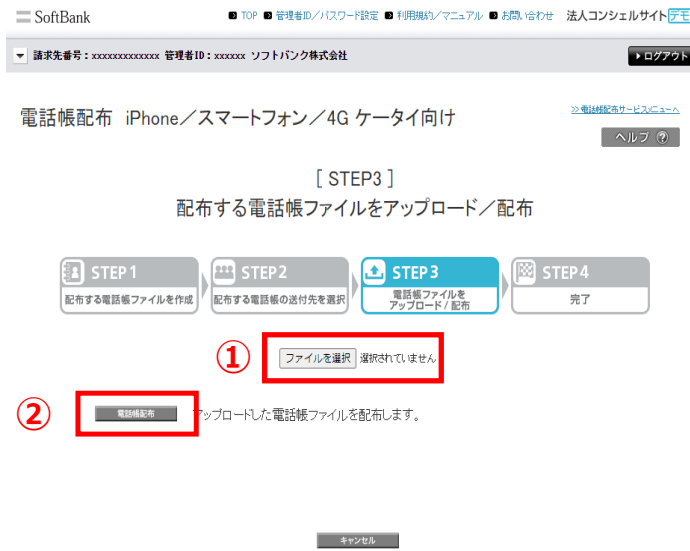 SoftBank
TOP 管理者ID／パスワード設定 利用規約／マニュアル お問い合わせ 法人コンシェルサイト デモ
請求先番号：xxxxxxxxxxxxx 管理者ID：xxxxxx ソフトバンク株式会社 ログアウト
電話帳配布 iPhone／スマートフォン／4G ケータイ向け
≫電話帳配布サービスメニューへ
ヘルプ ?
［ STEP3 ］
配布する電話帳ファイルをアップロード／配布
STEP1
配布する電話帳ファイルを作成
STEP2
配布する電話帳の送付先を選択
STEP3
電話帳ファイルを
アップロード / 配布
STEP4
完了
① ファイルを選択 選択されていません
② 電話帳配布 アップロードした電話帳ファイルを配布します。
キャンセル